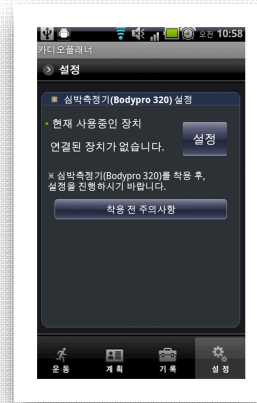 오전 10:58
카디오플래너
설정
심박측정기(Bodypro 320) 설정
• 현재 사용중인 장치
연결된 장치가 없습니다.
설정
※ 심박측정기(Bodypro 320)를 착용 후,
설정을 진행하시기 바랍니다.
착용 전 주의사항
운동 계획 기록 설정